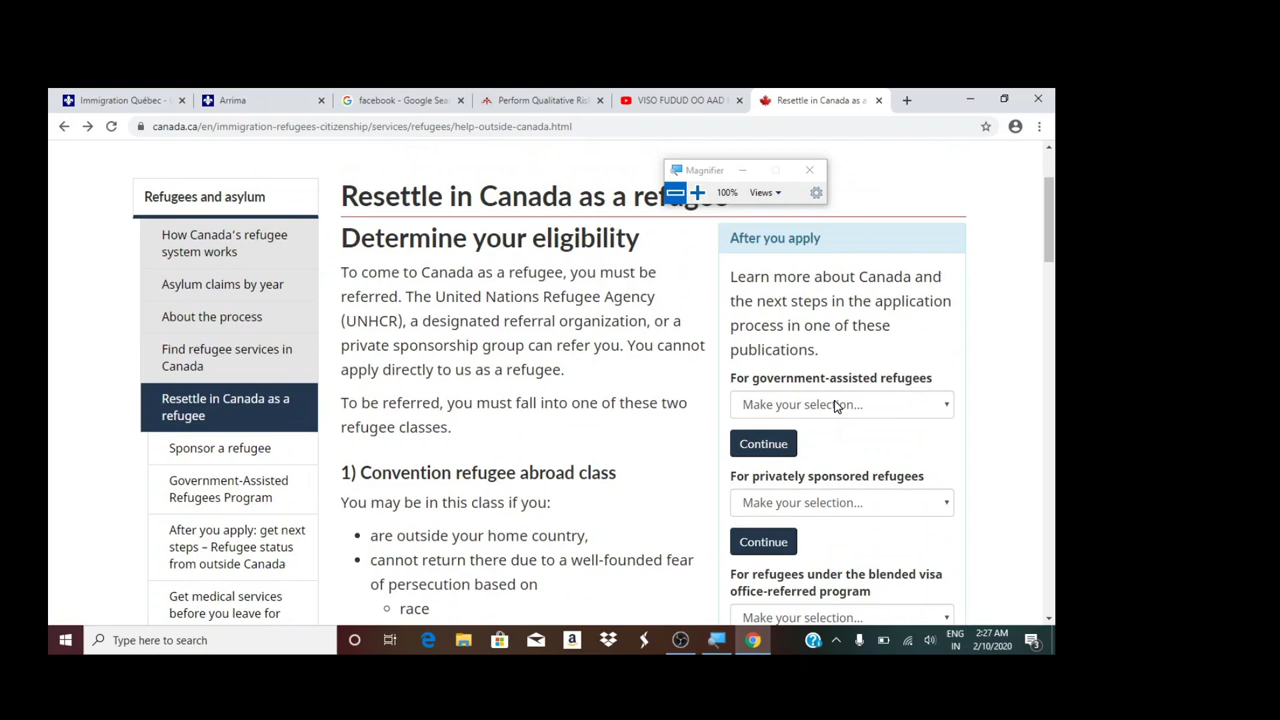 Immigration Québec -
Arrima
facebook - Google Sea
Perform Qualitative Ris
VISO FUDUD OO AAD
Resettle in Canada as a
canada.ca/en/immigration-refugees-citizenship/services/refugees/help-outside-canada.html
Magnifier
100%
Views
Refugees and asylum
How Canada's refugee
system works
Asylum claims by year
About the process
Find refugee services in
Canada
Resettle in Canada as a
refugee
Sponsor a refugee
Government-Assisted
Refugees Program
After you apply: get next
steps – Refugee status
from outside Canada
Get medical services
before you leave for
Resettle in Canada as a refugee
Determine your eligibility
To come to Canada as a refugee, you must be
referred. The United Nations Refugee Agency
(UNHCR), a designated referral organization, or a
private sponsorship group can refer you. You cannot
apply directly to us as a refugee.
To be referred, you must fall into one of these two
refugee classes.
1) Convention refugee abroad class
You may be in this class if you:
are outside your home country,
cannot return there due to a well-founded fear
of persecution based on
race
After you apply
Learn more about Canada and
the next steps in the application
process in one of these
publications.
For government-assisted refugees
Make your selection...
Continue
For privately sponsored refugees
Make your selection...
Continue
For refugees under the blended visa
office-referred program
Make your selection...
Type here to search
ENG
IN
2:27 AM
2/10/2020
3